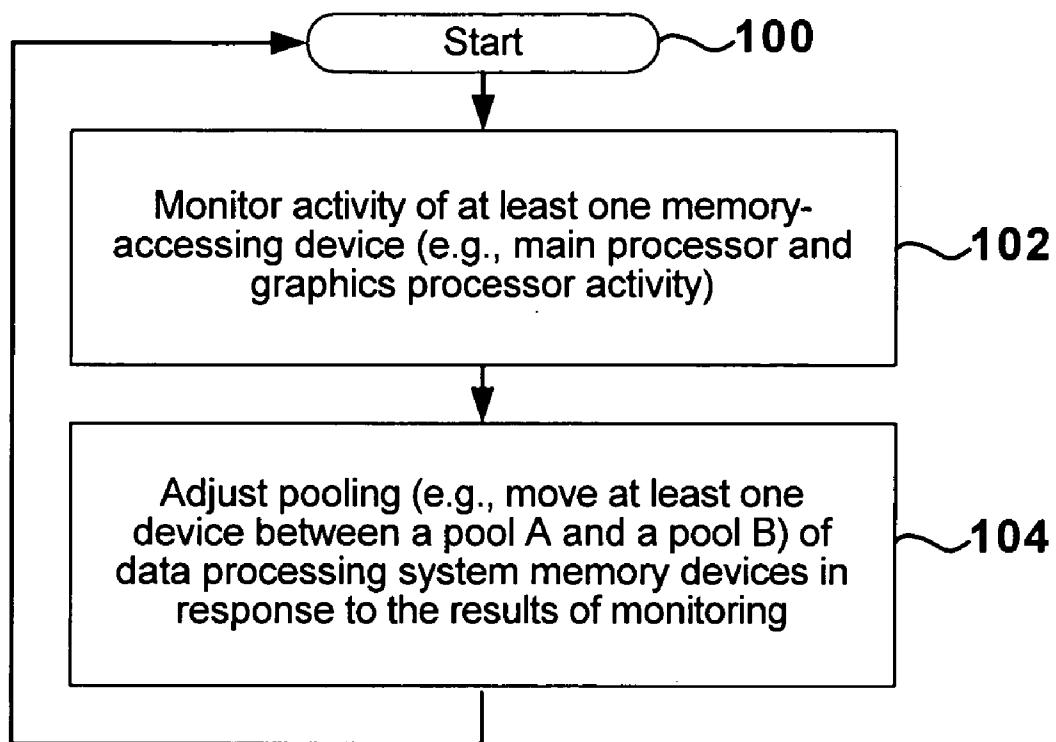 Start
100
Monitor activity of at least one memory-
accessing device (e.g., main processor and
graphics processor activity)
102
Adjust pooling (e.g., move at least one
device between a pool A and a pool B) of
data processing system memory devices in
response to the results of monitoring
104